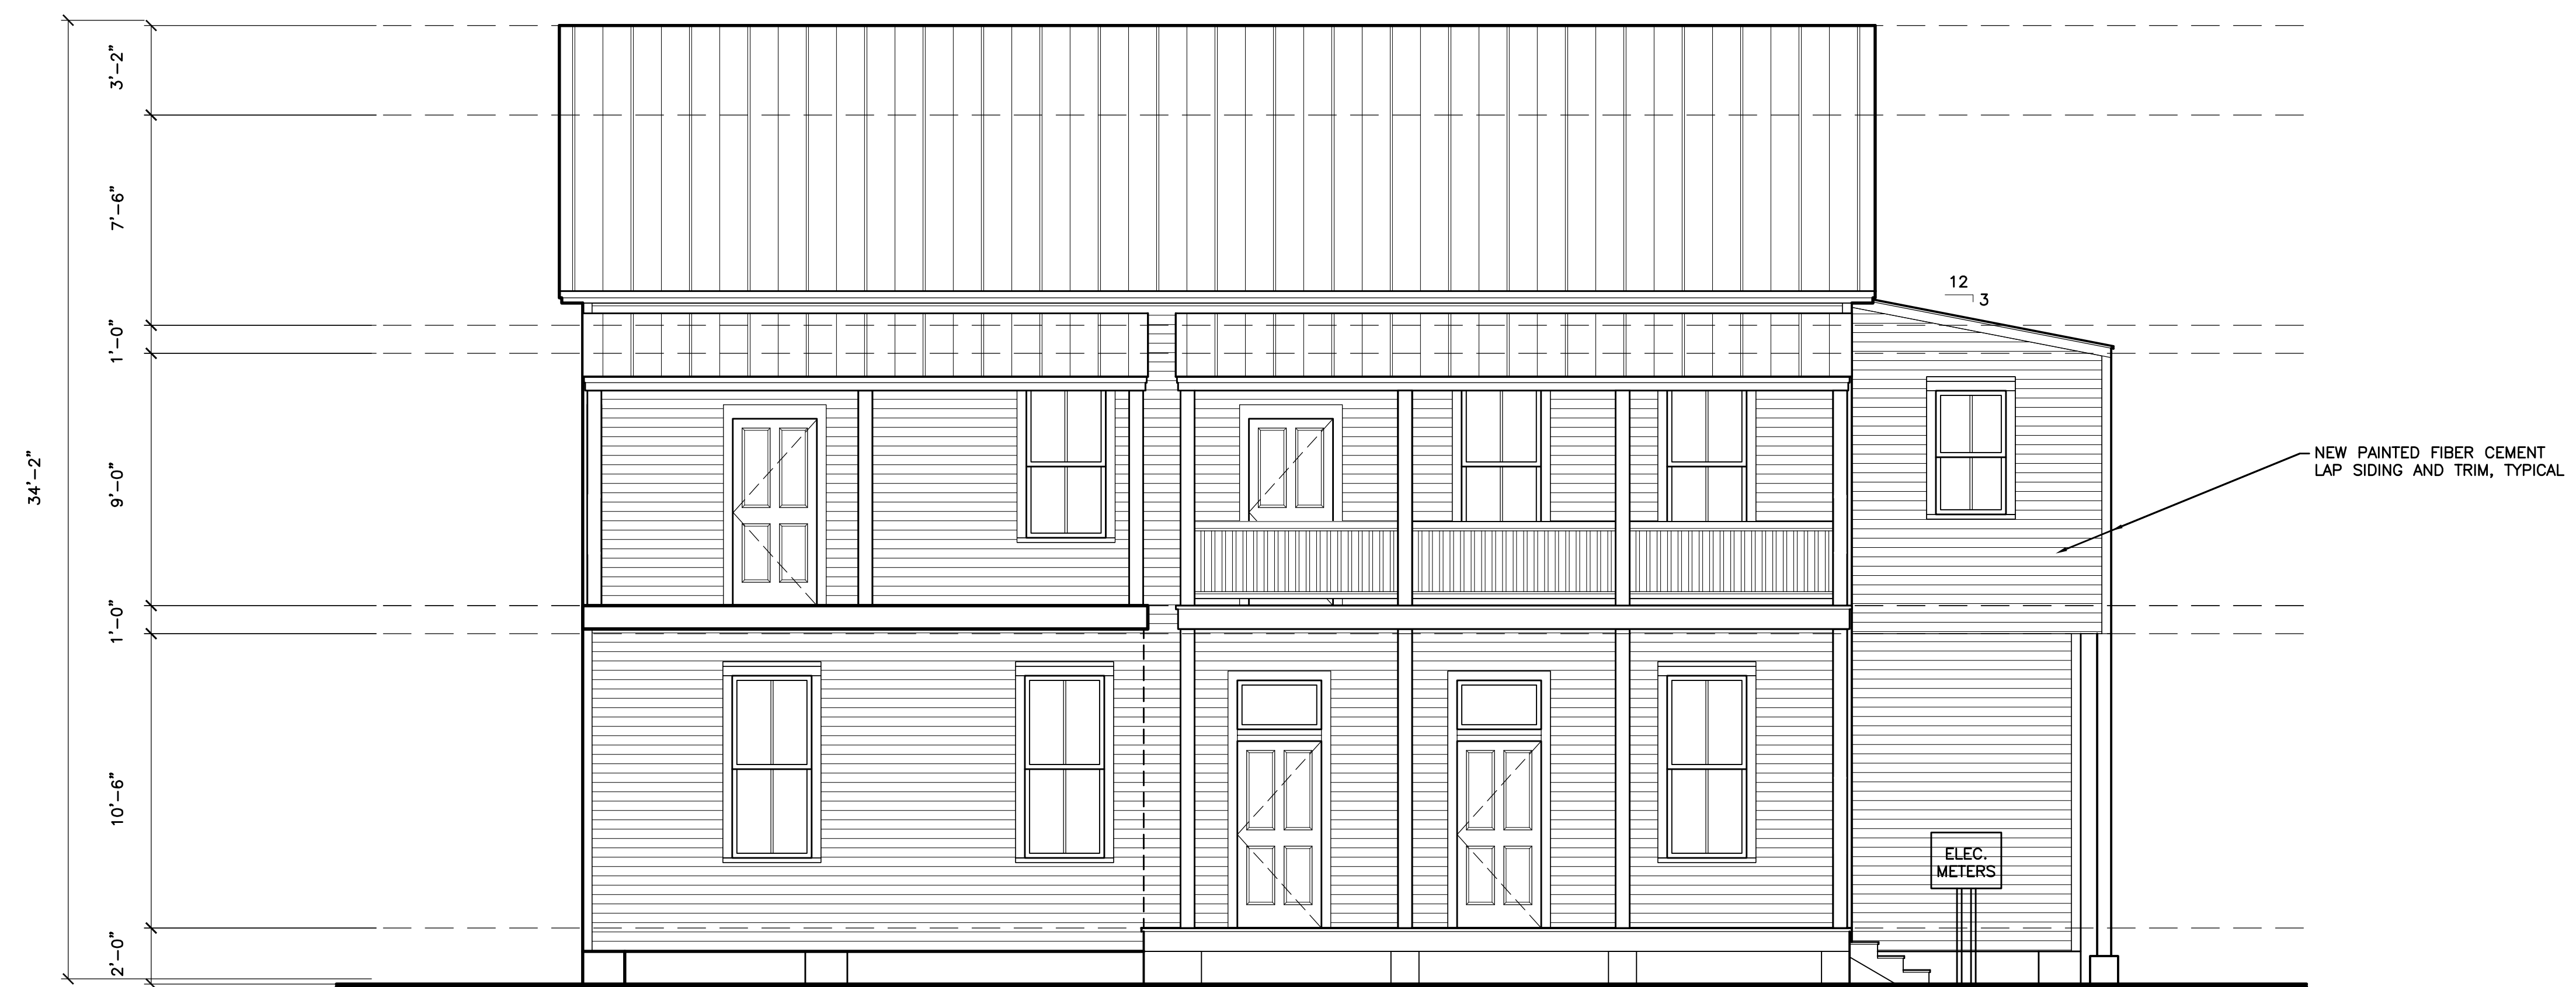 3'-2"
7'-6"
1'-0"
34'-2"
9'-0"
1'-0"
10'-6"
2'-0"
12
3
NEW PAINTED FIBER CEMENT
LAP SIDING AND TRIM, TYPICAL
ELEC.
METERS